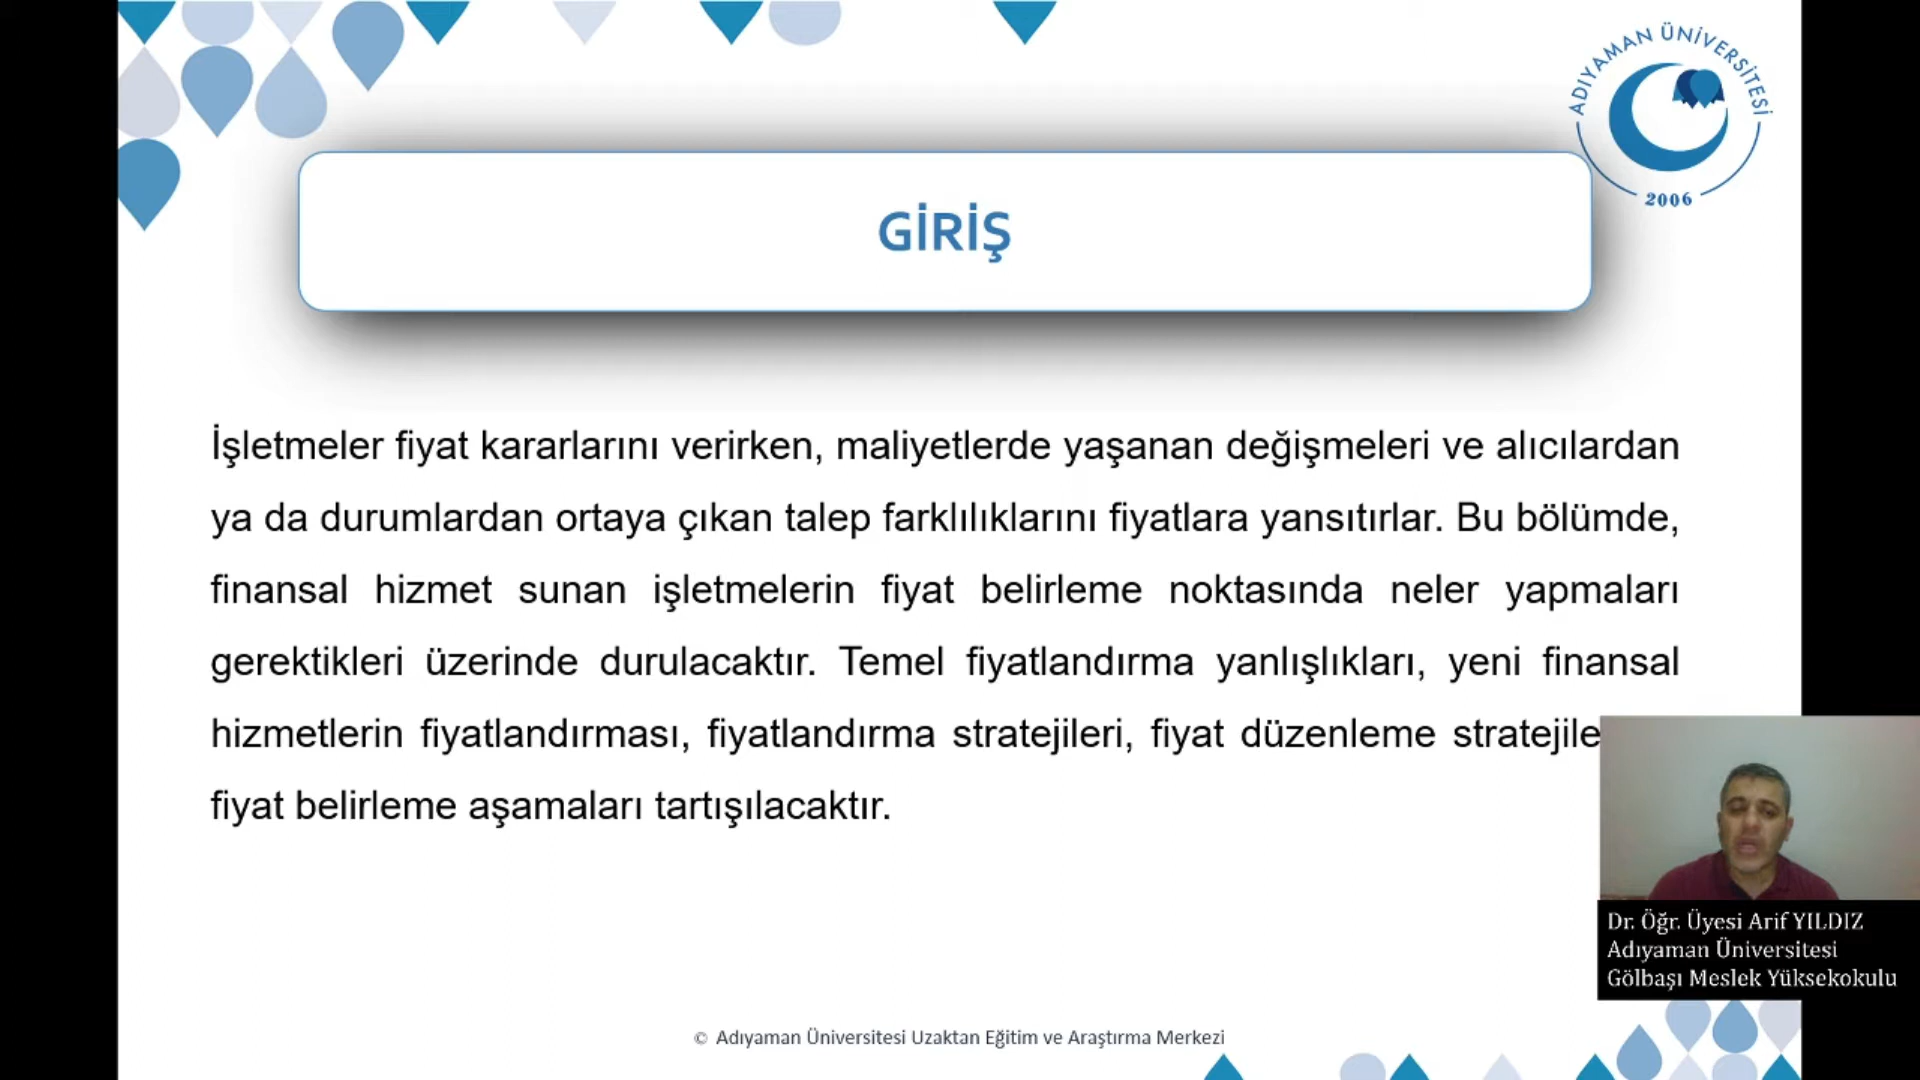 ADIYAMAN ÜNİVERSİTESİ
2006
GİRİŞ
İşletmeler fiyat kararlarını verirken, maliyetlerde yaşanan değişmeleri ve alıcılardan
ya da durumlardan ortaya çıkan talep farklılıklarını fiyatlara yansıtırlar. Bu bölümde,
finansal hizmet sunan işletmelerin fiyat belirleme noktasında neler yapmaları
gerektikleri üzerinde durulacaktır. Temel fiyatlandırma yanlışlıkları, yeni finansal
hizmetlerin fiyatlandırması, fiyatlandırma stratejileri, fiyat düzenleme stratejile
fiyat belirleme aşamaları tartışılacaktır.
Dr. Öğr. Üyesi Arif YILDIZ
Adıyaman Üniversitesi
Gölbaşı Meslek Yüksekokulu
© Adıyaman Üniversitesi Uzaktan Eğitim ve Araştırma Merkezi